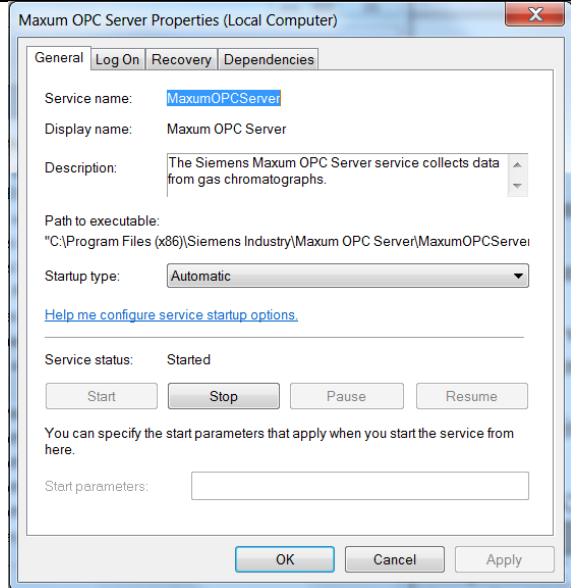 Maxum OPC Server Properties (Local Computer)
General Log On Recovery Dependencies
Service name: MaxumOPCServer
Display name: Maxum OPC Server
Description: The Siemens Maxum OPC Server service collects data
from gas chromatographs.
Path to executable:
"C:\Program Files (x86)\Siemens Industry\Maxum OPC Server\MaxumOPCServer
Startup type: Automatic
Help me configure service startup options.
Service status: Started
Start Stop Pause Resume
You can specify the start parameters that apply when you start the service from
here.
Start parameters:
OK Cancel Apply